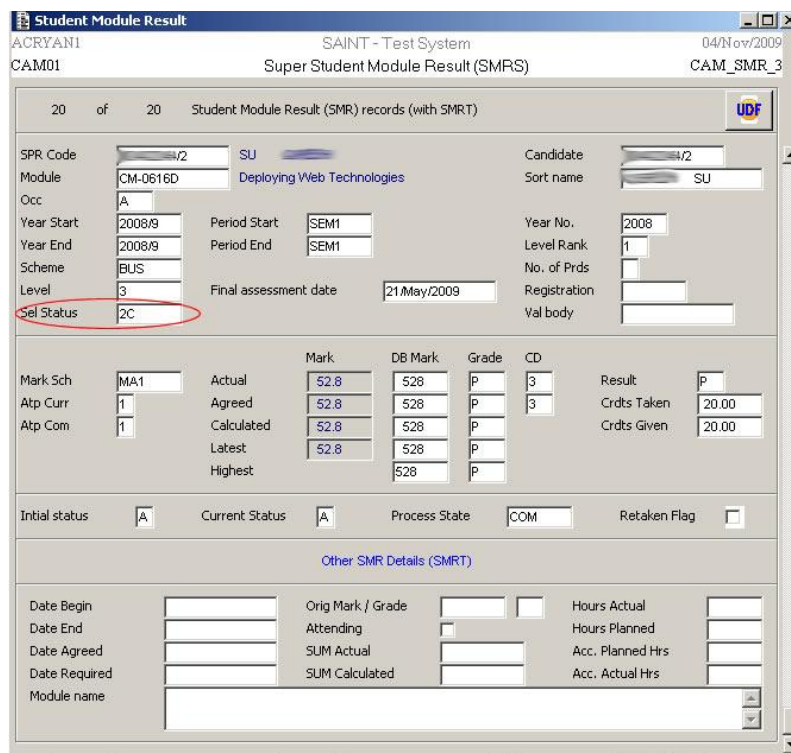 Student Module Result
ACRYAN1 SAINT - Test System 04/Nov/2009
CAM01 Super Student Module Result (SMRS) CAM_SMR_3
20 of 20 Student Module Result (SMR) records (with SMRT) UDF
SPR Code /2 SU Candidate /2
Module CM-0616D Deploying Web Technologies Sort name SU
Occ A
Year Start 2008/9 Period Start SEM1 Year No. 2008
Year End 2008/9 Period End SEM1 Level Rank 1
Scheme BUS No. of Prds
Level 3 Final assessment date 21/May/2009 Registration
Sel Status 2C Val body
Mark DB Mark Grade CD
Mark Sch MA1 Actual 52.8 528 P 3 Result P
Atp Curr 1 Agreed 52.8 528 P 3 Crdts Taken 20.00
Atp Com 1 Calculated 52.8 528 P Crdts Given 20.00
Latest 52.8 528 P
Highest 528 P
Intial status A Current Status A Process State COM Retaken Flag
Other SMR Details (SMRT)
Date Begin Orig Mark / Grade Hours Actual
Date End Attending Hours Planned
Date Agreed SUM Actual Acc. Planned Hrs
Date Required SUM Calculated Acc. Actual Hrs
Module name